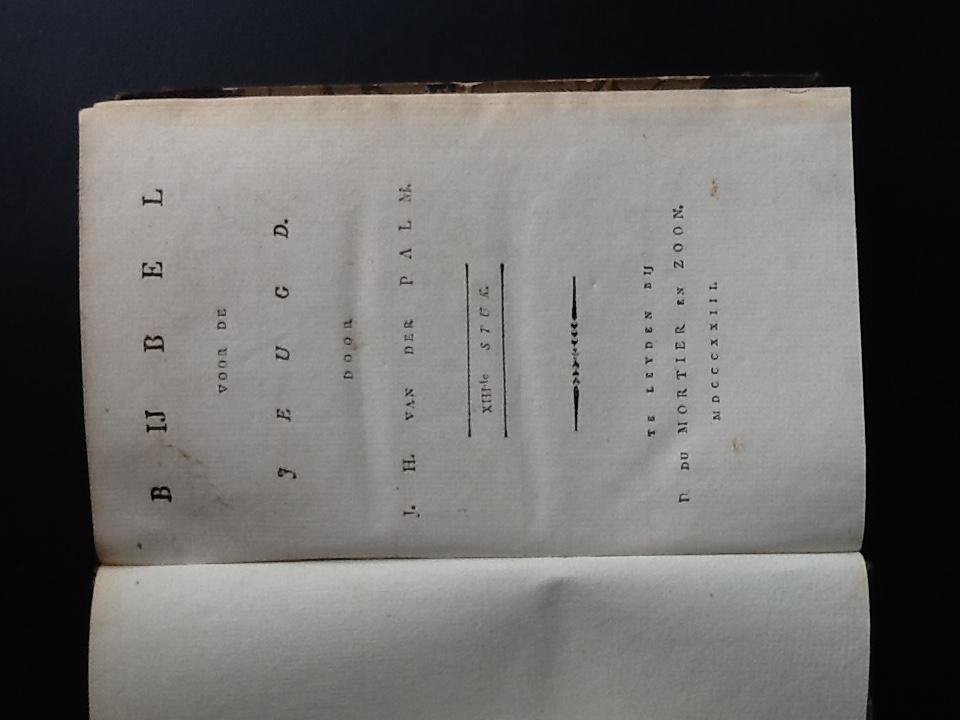 BIJBEL
VOOR DE
JEUGD.
DOOR
J. H. VAN DER PALM.
XIIIde STUK.
TE LEYDEN BIJ
D. DU MORTIER EN ZOON.
MDCCCXXIII.